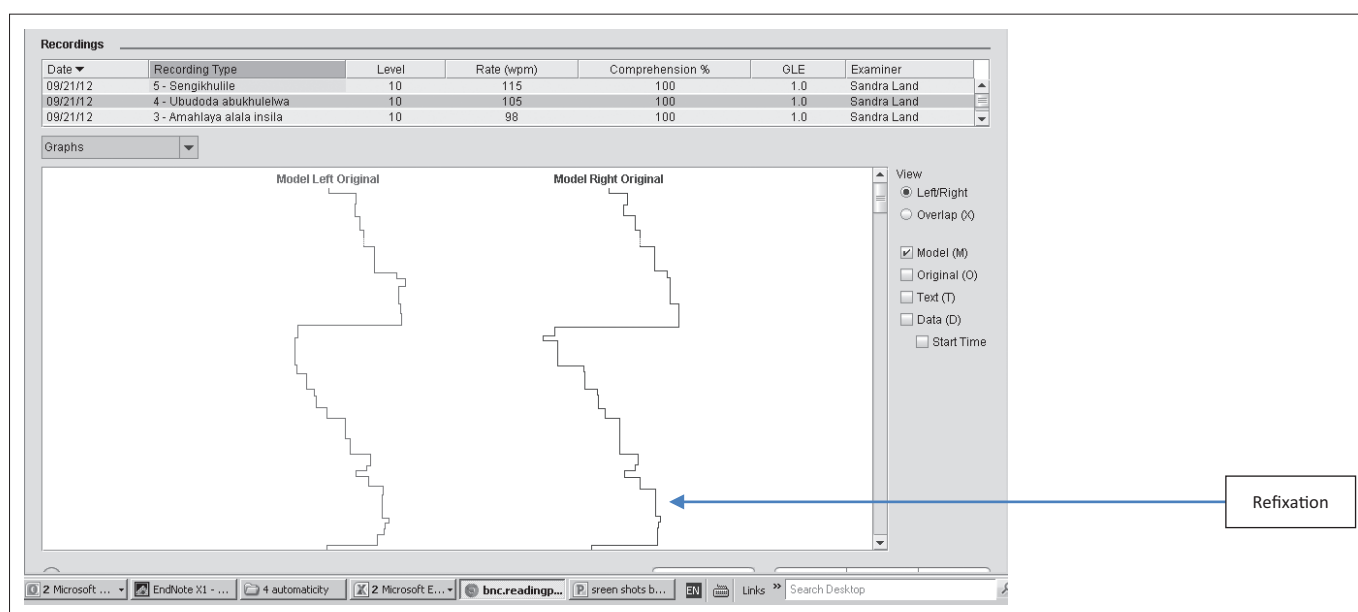 Recordings
Date Recording Type Level Rate (wpm) Comprehension % GLE Examiner
09/21/12 5 - Sengikhulile 10 115 100 1.0 Sandra Land
09/21/12 4 - Ubudoda abukhulelwa 10 105 100 1.0 Sandra Land
09/21/12 3 - Amahlaya alala insila 10 98 100 1.0 Sandra Land
Graphs
Model Left Original Model Right Original
View
Left/Right
Overlap (X)
Model (M)
Original (O)
Text (T)
Data (D)
Start Time
Refixation
2 Microsoft ... EndNote X1 - ... 4 automaticity 2 Microsoft E... bnc.readingp... sreen shots b... EN Links » Search Desktop